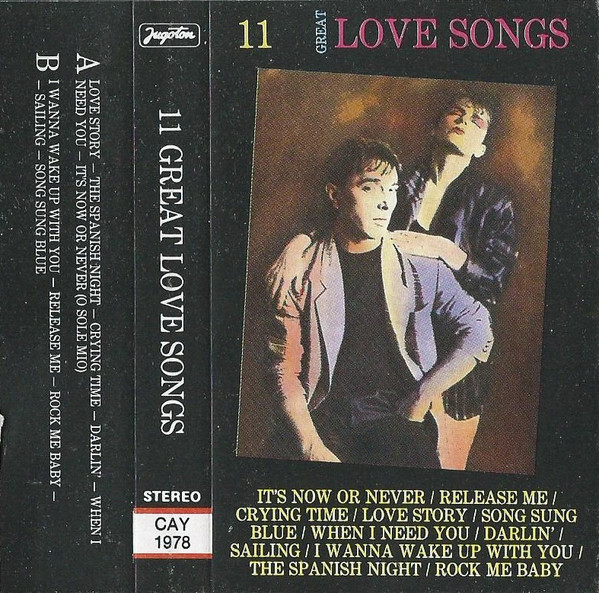 A
LOVE STORY – THE SPANISH NIGHT – CRYING TIME – DARLIN' – WHEN I
NEED YOU – IT'S NOW OR NEVER (O SOLE MIO)
B
I WANNA WAKE UP WITH YOU – RELEASE ME – ROCK ME BABY –
– SAILING – SONG SUNG BLUE
Jugoton
11 GREAT LOVE SONGS
STEREO
CAY
1978
11 GREAT LOVE SONGS
IT'S NOW OR NEVER / RELEASE ME /
CRYING TIME / LOVE STORY / SONG SUNG
BLUE / WHEN I NEED YOU / DARLIN' /
SAILING / I WANNA WAKE UP WITH YOU /
THE SPANISH NIGHT / ROCK ME BABY